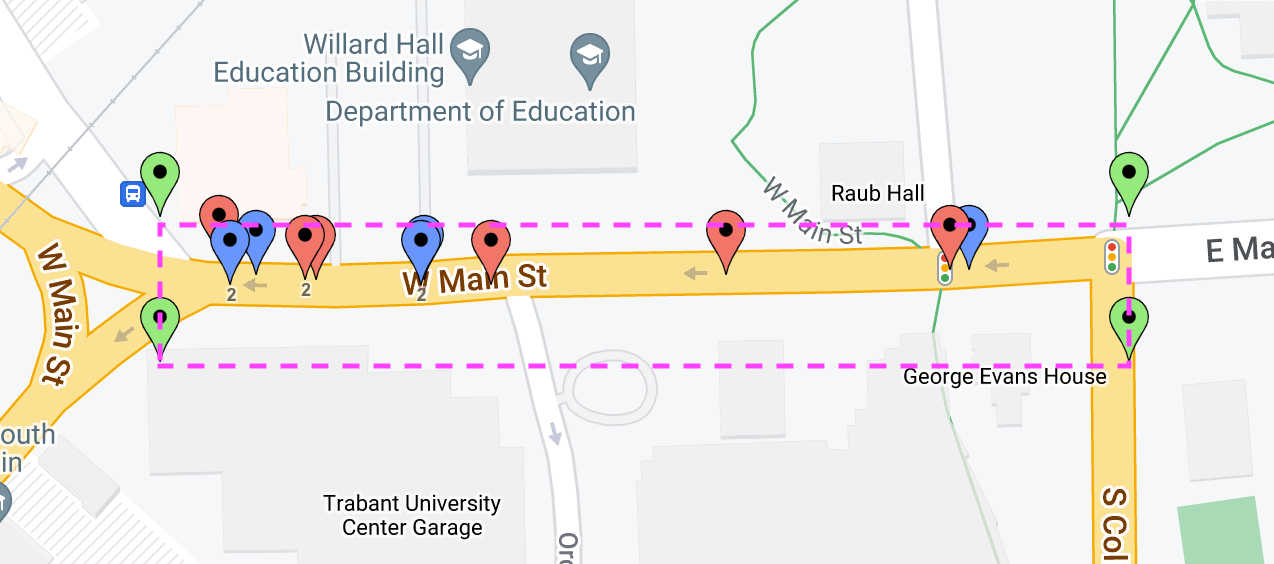 Willard Hall
Education Building
Department of Education
Raub Hall
W Main St
E Ma
W Main St
W Main St
2
2
2
George Evans House
outh
in
Trabant University
Center Garage
S Col
Oro